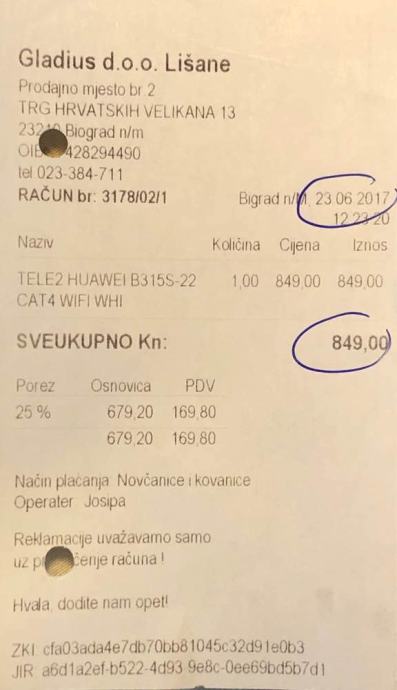 Gladius d.o.o. Lišane
Prodajno mjesto br 2
TRG HRVATSKIH VELIKANA 13
Biograd n/m
428294490
tel 023-384-711
RAČUN br: 3178/02/1 Bigrad n/M, 23.06.2017
12:23:20
Naziv Količina Cijena Iznos
TELE2 HUAWEI B315S-22 1,00 849,00 849,00
CAT4 WIFI WHI
SVEUKUPNO Kn: 849,00
Porez Osnovica PDV
25 % 679,20 169,80
679,20 169,80
Način plaćanja Novčanice i kovanice
Operater Josipa
Reklamacije uvažavamo samo
uz računa !
Hvala, dođite nam opet!
ZKI cfa03ada4e7db70bb81045c32d91e0b3
JIR a6d1a2ef-b522-4d93 9e8c-0ee69bd5b7d1